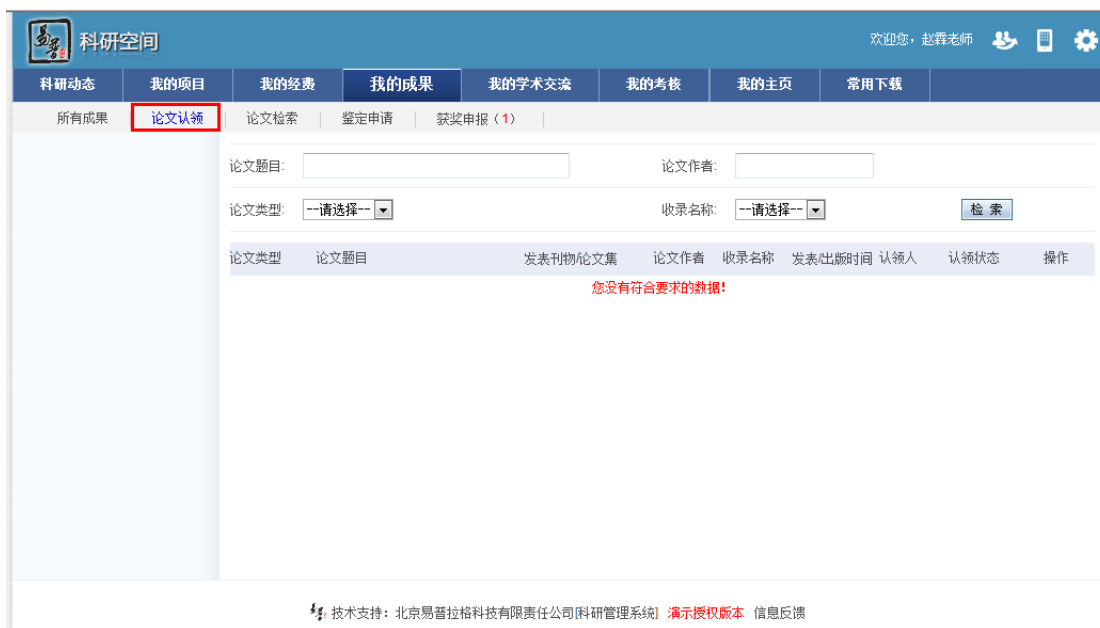 易普 科研空间 欢迎您，赵霖老师
科研动态 我的项目 我的经费 我的成果 我的学术交流 我的考核 我的主页 常用下载
所有成果 论文认领 论文检索 鉴定申请 获奖申报（1）
论文题目: 论文作者:
论文类型: --请选择-- 收录名称: --请选择-- 检 索
论文类型 论文题目 发表刊物/论文集 论文作者 收录名称 发表/出版时间 认领人 认领状态 操作
您没有符合要求的数据!
易普 技术支持：北京易普拉格科技有限责任公司[科研管理系统] 演示授权版本 信息反馈